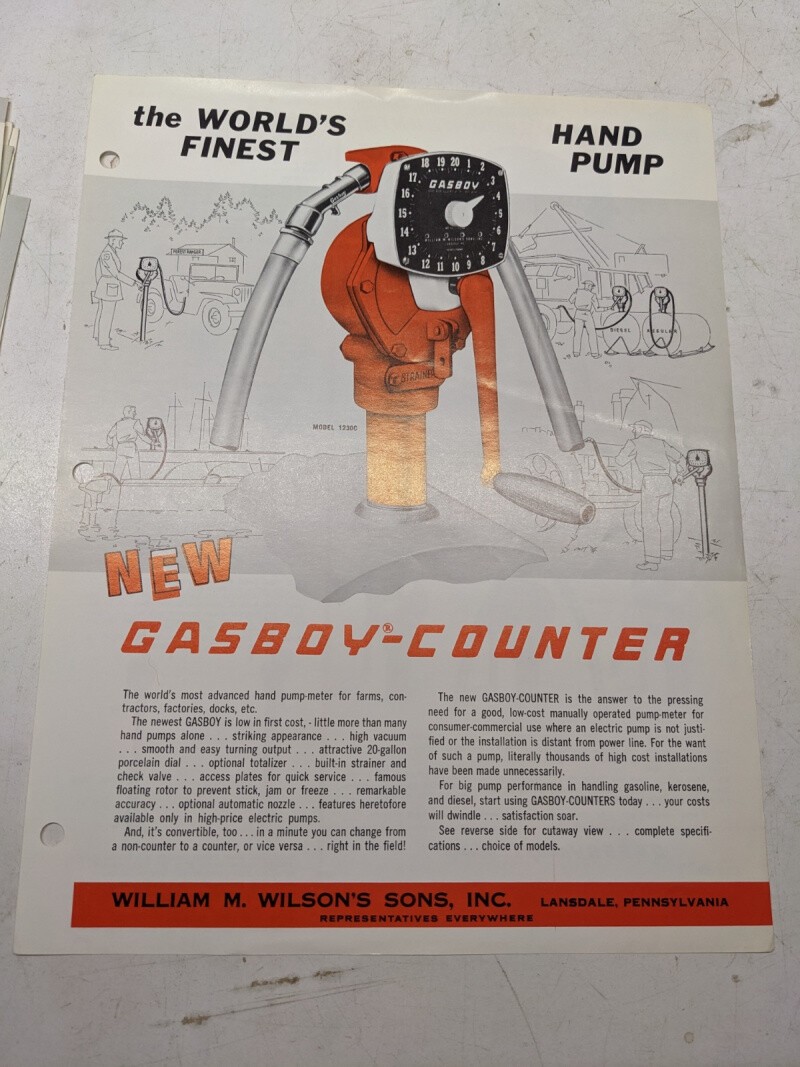 the WORLD'S
FINEST
HAND
PUMP
18 19 20 1 2
17 3
16 4
15 5
14 6
13 7
12 11 10 9 8
GASBOY
WILLIAM M. WILSON'S SONS, INC.
FOREST RANGER
DIESEL
REGULAR
STRAINER
MODEL 1230C
NEW
GASBOY®-COUNTER
The world's most advanced hand pump-meter for farms, con-
tractors, factories, docks, etc.
The newest GASBOY is low in first cost, - little more than many
hand pumps alone . . . striking appearance . . . high vacuum
. . . smooth and easy turning output . . . attractive 20-gallon
porcelain dial . . . optional totalizer . . . built-in strainer and
check valve . . . access plates for quick service . . . famous
floating rotor to prevent stick, jam or freeze . . . remarkable
accuracy . . . optional automatic nozzle . . . features heretofore
available only in high-price electric pumps.
And, it's convertible, too . . . in a minute you can change from
a non-counter to a counter, or vice versa . . . right in the field!
The new GASBOY-COUNTER is the answer to the pressing
need for a good, low-cost manually operated pump-meter for
consumer-commercial use where an electric pump is not justi-
fied or the installation is distant from power line. For the want
of such a pump, literally thousands of high cost installations
have been made unnecessarily.
For big pump performance in handling gasoline, kerosene,
and diesel, start using GASBOY-COUNTERS today . . . your costs
will dwindle . . . satisfaction soar.
See reverse side for cutaway view . . . complete specifi-
cations . . . choice of models.
WILLIAM M. WILSON'S SONS, INC. LANSDALE, PENNSYLVANIA
REPRESENTATIVES EVERYWHERE